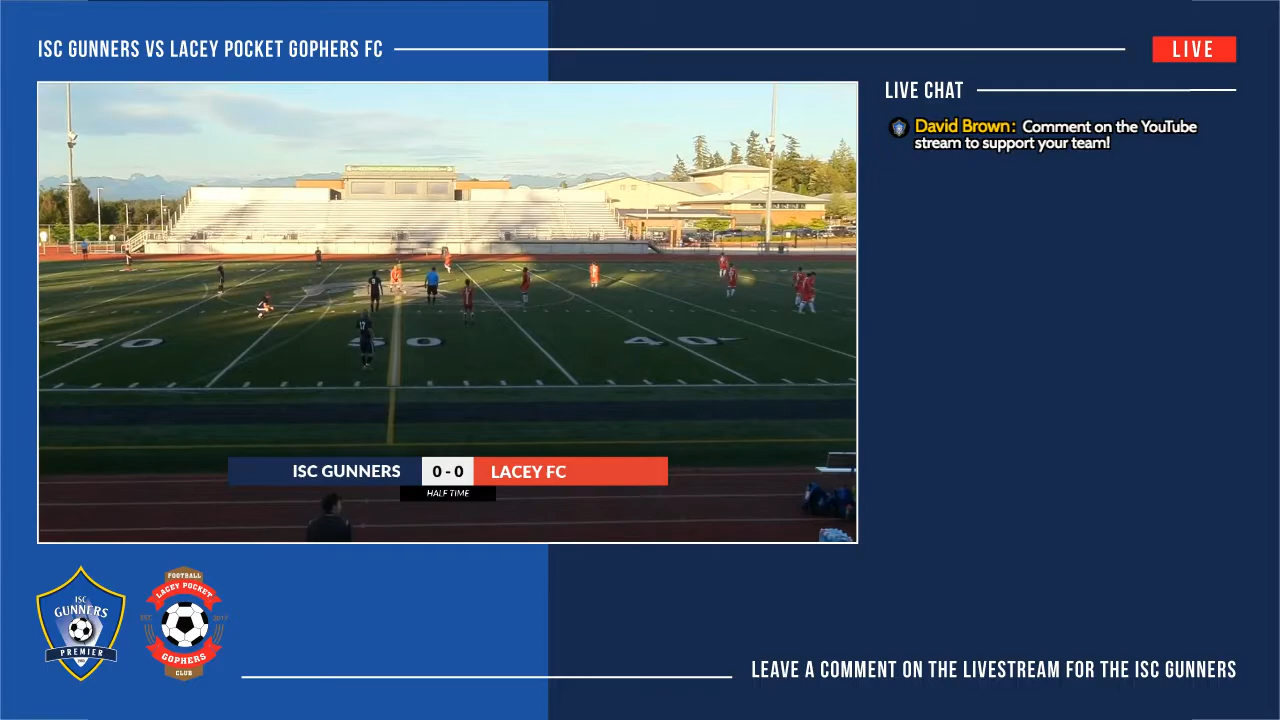 ISC GUNNERS VS LACEY POCKET GOPHERS FC
LIVE
LIVE CHAT
David Brown: Comment on the YouTube
stream to support your team!
40
50
40
17
ISC GUNNERS
0 - 0
LACEY FC
HALF TIME
ISC
GUNNERS
PREMIER
FOOTBALL
LACEY POCKET
GOPHERS
CLUB
LEAVE A COMMENT ON THE LIVESTREAM FOR THE ISC GUNNERS